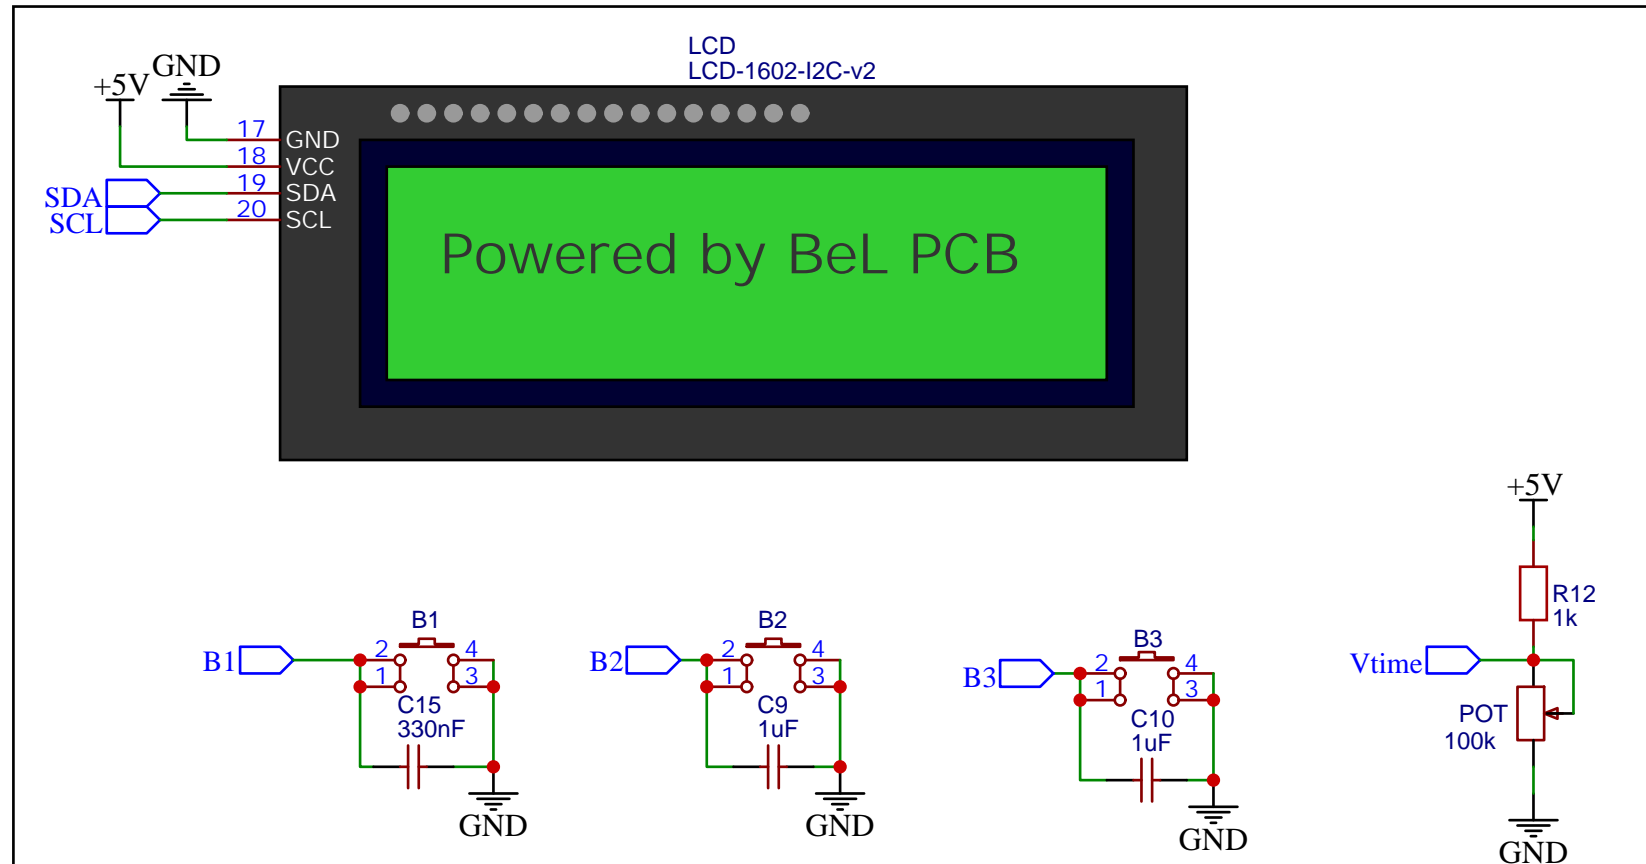 LCD
LCD-1602-I2C-v2
+5V
GND
17
GND
18
VCC
19
SDA
20
SCL
SDA
SCL
Powered by BeL PCB
B1
B1
2
4
1
3
C15
330nF
GND
B2
B2
2
4
1
3
C9
1uF
GND
B3
B3
2
4
1
3
C10
1uF
GND
+5V
R12
1k
Vtime
POT
100k
GND